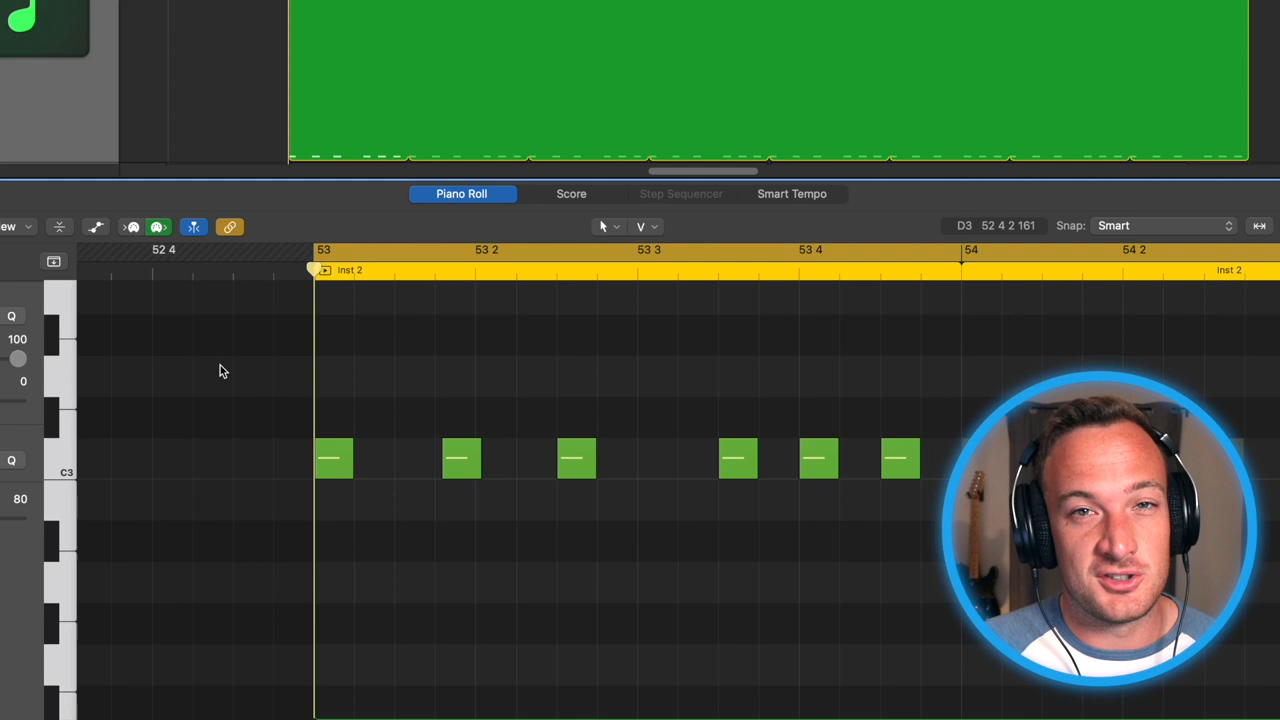 Piano Roll Score Step Sequencer Smart Tempo
ew V D3 52 4 2 161 Snap: Smart
52 4 53 53 2 53 3 53 4 54 54 2
Inst 2 Inst 2
Q
100
0
Q
C3
80